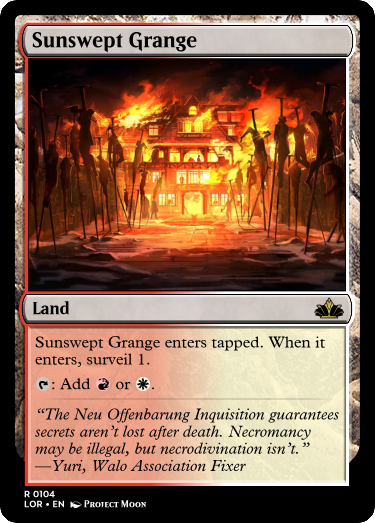 Sunswept Grange
Land
Sunswept Grange enters tapped. When it
enters, surveil 1.
: Add or .
“The Neu Offenbarung Inquisition guarantees
secrets aren’t lost after death. Necromancy
may be illegal, but necrodivination isn’t.”
—Yuri, Walo Association Fixer
R 0104
LOR • EN Project Moon